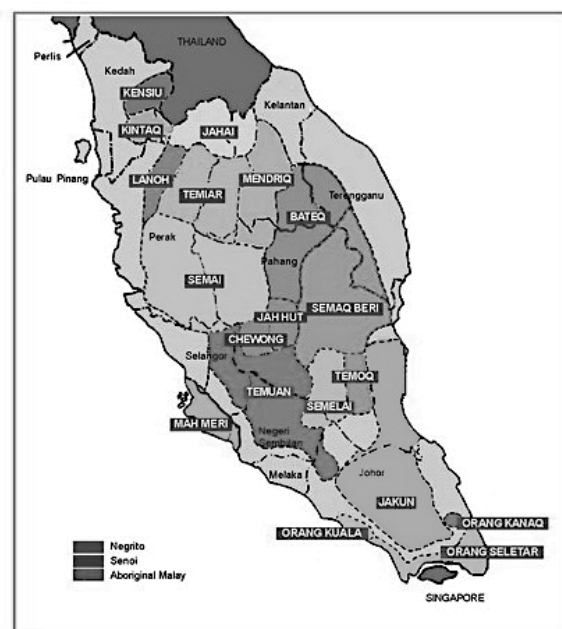 THAILAND
Perlis
Kedah
KENSIU
Kelantan
KINTAQ
JAHAI
Pulau Pinang
LANOH
TEMIAR
MENDRIQ
Terengganu
BATEQ
Perak
Pahang
SEMAI
SEMAQ BERI
JAH HUT
CHEWONG
Selangor
TEMUAN
TEMOQ
SEMELAI
MAH MERI
Negeri
Sembilan
Melaka
Johor
JAKUN
ORANG KUALA
ORANG KANAQ
ORANG SELETAR
Negrito
Senoi
Aboriginal Malay
SINGAPORE